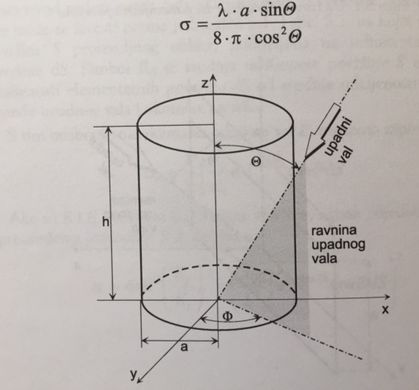 σ = λ · a · sinΘ / 8 · π · cos²Θ
z
Θ
upadni
val
h
ravnina
upadnog
vala
x
Φ
a
y